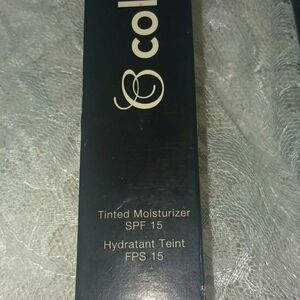 col
Tinted Moisturizer
SPF 15
Hydratant Teint
FPS 15